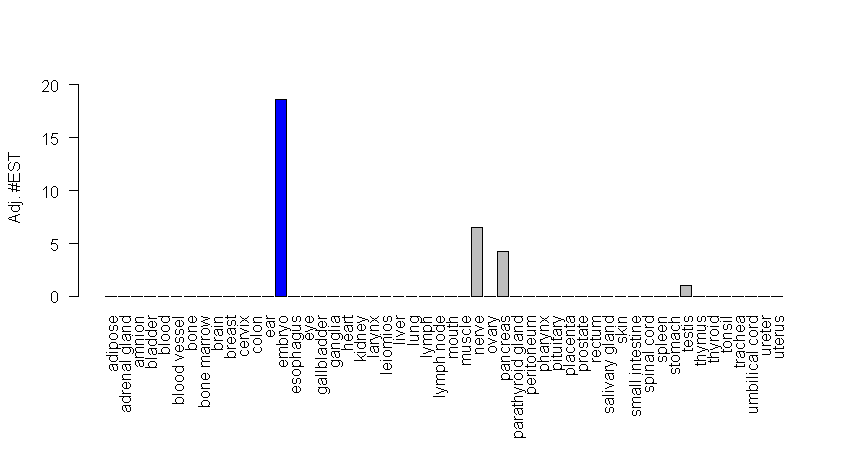 Adj. #EST
20
15
10
5
0
adipose
adrenal gland
amnion
bladder
blood
blood vessel
bone
bone marrow
brain
breast
cervix
colon
ear
embryo
esophagus
eye
gallbladder
ganglia
heart
kidney
larynx
leiomios
liver
lung
lymph
lymph node
mouth
muscle
nerve
ovary
pancreas
parathyroid gland
peritoneum
pharynx
pituitary
placenta
prostate
rectum
salivary gland
skin
small intestine
spinal cord
spleen
stomach
testis
thymus
thyroid
tonsil
trachea
umbilical cord
ureter
uterus